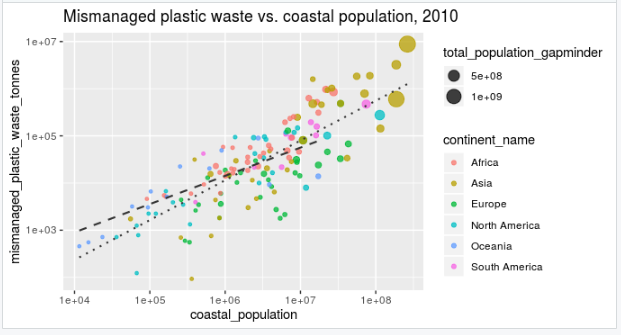 Mismanaged plastic waste vs. coastal population, 2010
mismanaged_plastic_waste_tonnes
1e+07
1e+05
1e+03
1e+04
1e+05
1e+06
1e+07
1e+08
coastal_population
total_population_gapminder
5e+08
1e+09
continent_name
Africa
Asia
Europe
North America
Oceania
South America